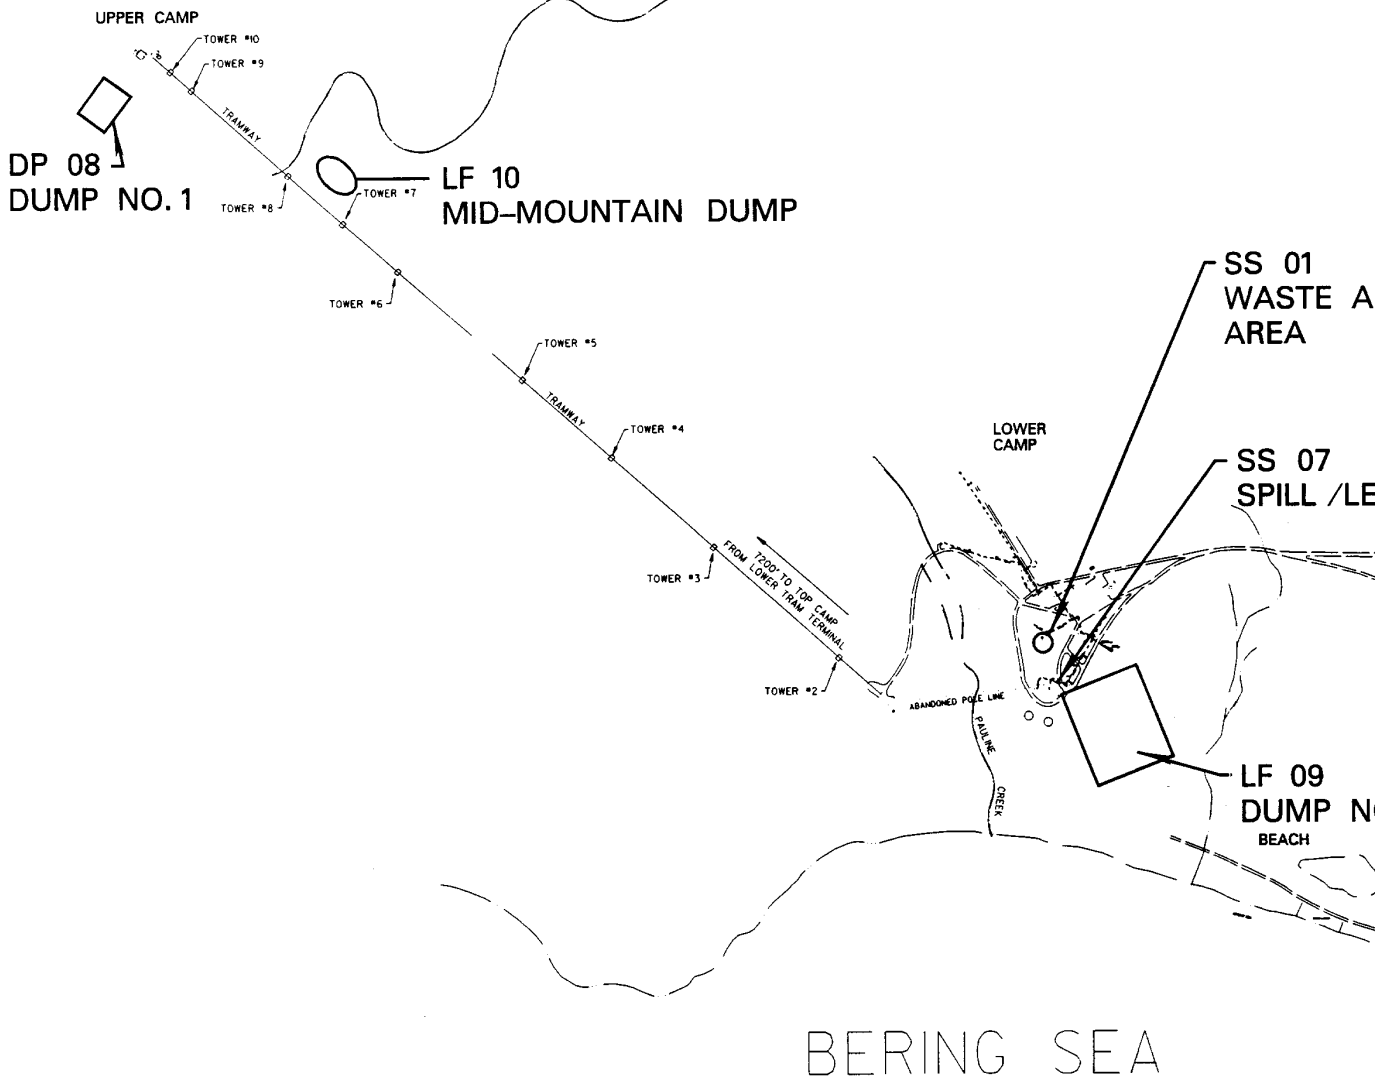 UPPER CAMP
TOWER #10
TOWER #9
TRAMWAY
DP 08
DUMP NO. 1
TOWER #8
TOWER #7
LF 10
MID-MOUNTAIN DUMP
TOWER #6
SS 01
WASTE A
AREA
TOWER #5
TRAMWAY
TOWER #4
LOWER
CAMP
SS 07
SPILL /LE
7200' TO TOP CAMP
FROM LOWER TRAM TERMINAL
TOWER #3
TOWER #2
ABANDONED POLE LINE
PAULINE
CREEK
LF 09
DUMP NO
BEACH
BERING SEA